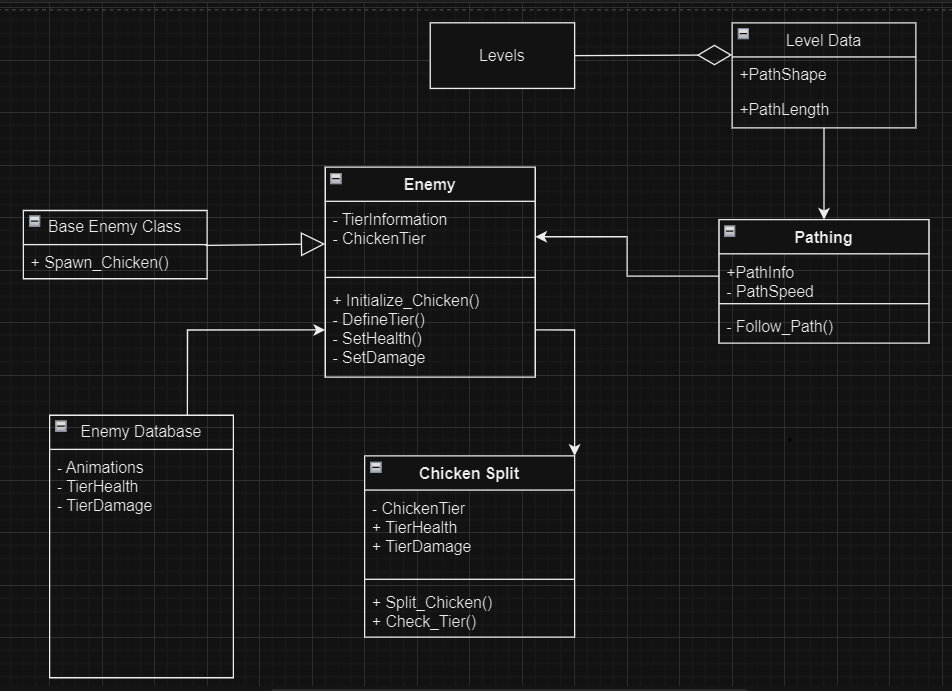 Levels
Level Data
+PathShape
+PathLength
Enemy
- TierInformation
- ChickenTier
+ Initialize_Chicken()
- DefineTier()
- SetHealth()
- SetDamage
Base Enemy Class
+ Spawn_Chicken()
Pathing
+PathInfo
- PathSpeed
- Follow_Path()
Enemy Database
- Animations
- TierHealth
- TierDamage
Chicken Split
- ChickenTier
+ TierHealth
+ TierDamage
+ Split_Chicken()
+ Check_Tier()